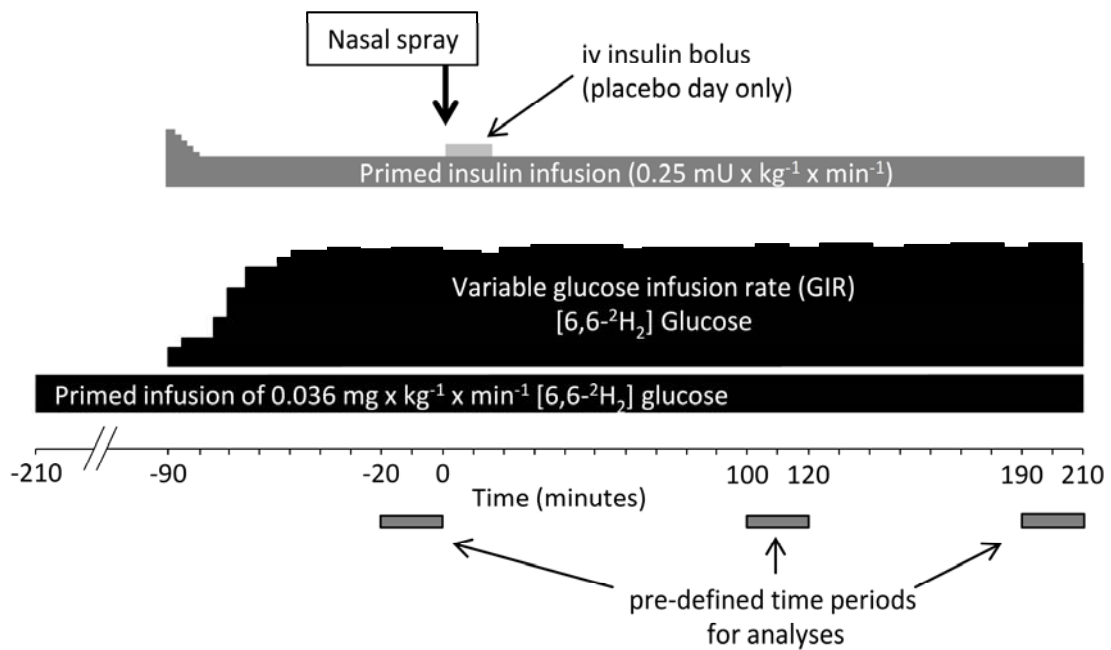 Nasal spray
iv insulin bolus
(placebo day only)
Primed insulin infusion (0.25 mU x kg⁻¹ x min⁻¹)
Variable glucose infusion rate (GIR)
[6,6-²H₂] Glucose
Primed infusion of 0.036 mg x kg⁻¹ x min⁻¹ [6,6-²H₂] glucose
-210 -90 -20 0 100 120 190 210
Time (minutes)
pre-defined time periods
for analyses